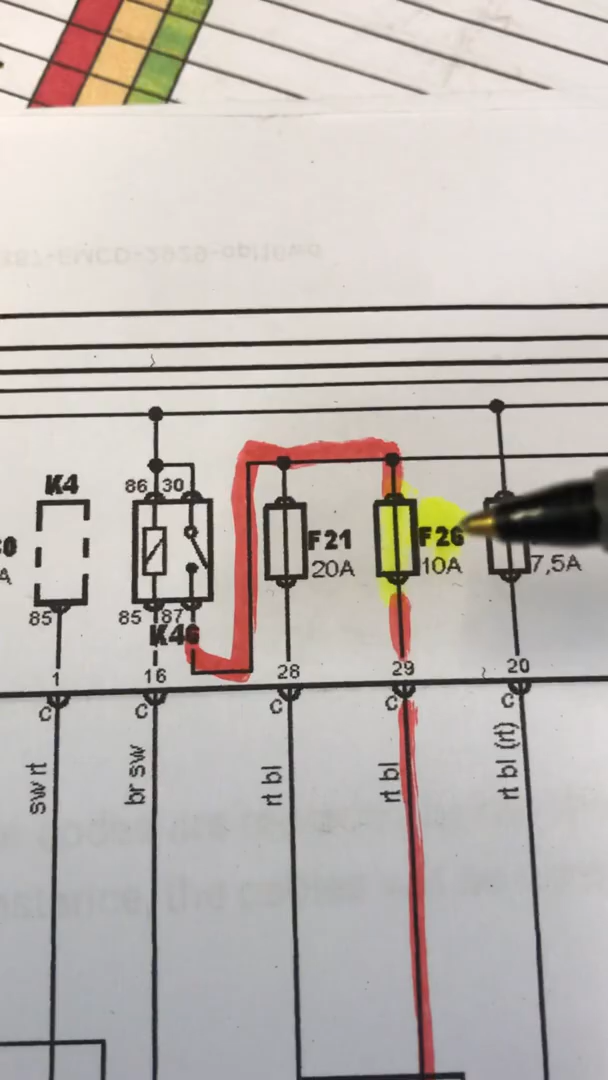 K4
86 30
F21
F26
20A
10A
7,5A
85
85 87
K46
1
16
28
29
20
C
C
C
C
C
sw rt
br sw
rt bl
rt bl
rt bl (rt)